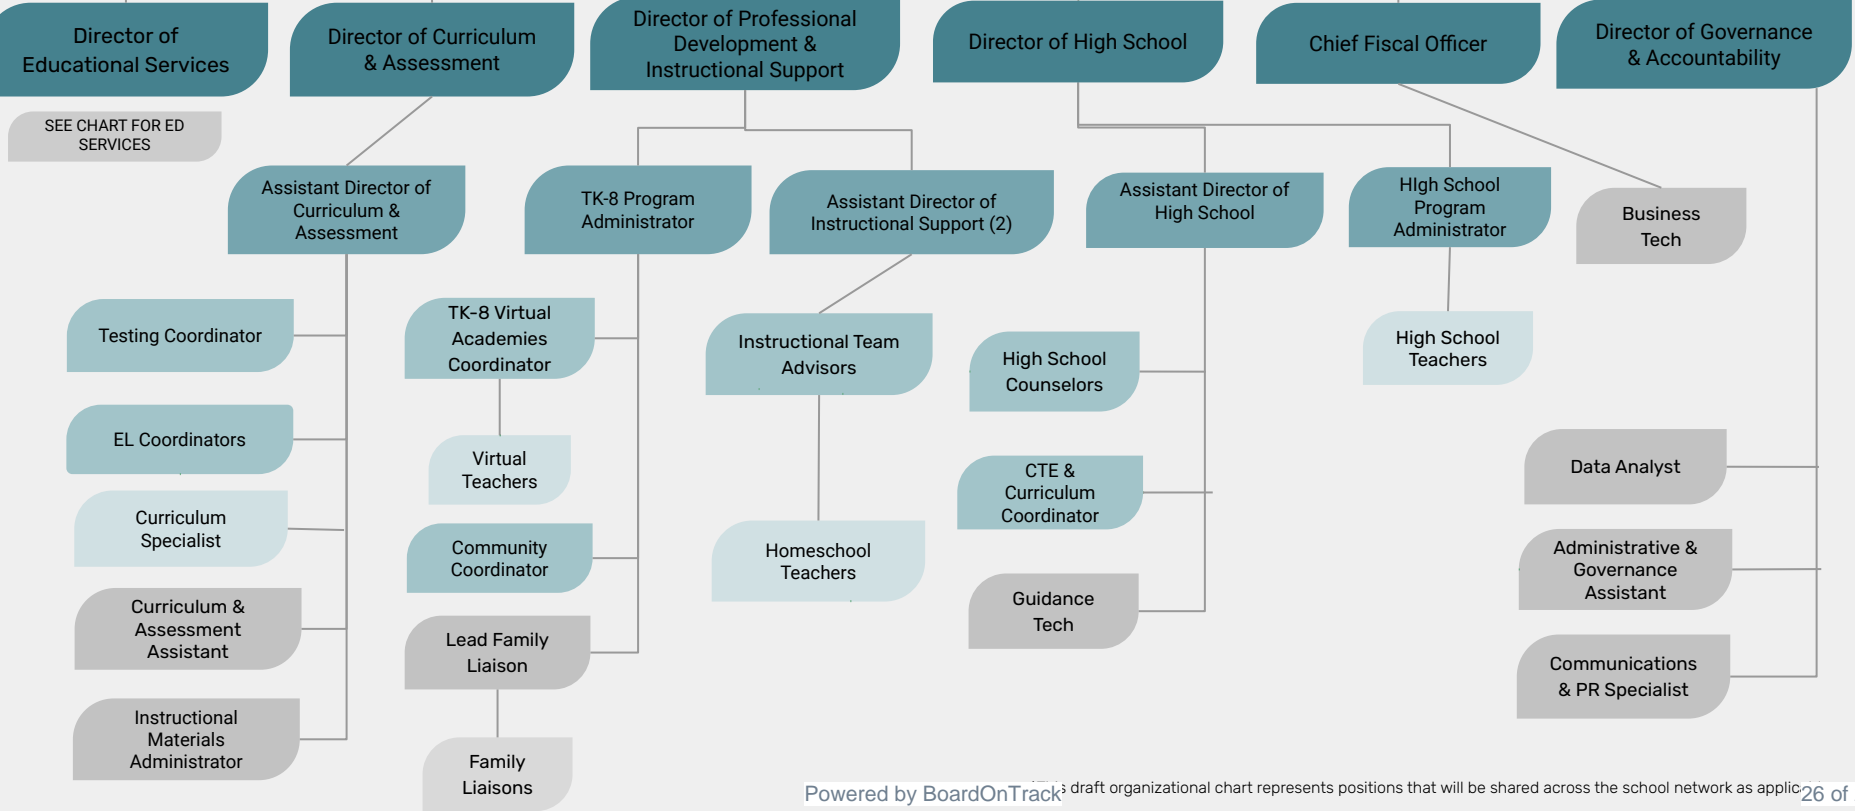 Director of
Educational Services
Director of Curriculum
& Assessment
Director of Professional
Development &
Instructional Support
Director of High School
Chief Fiscal Officer
Director of Governance
& Accountability
SEE CHART FOR ED
SERVICES
Assistant Director of
Curriculum &
Assessment
TK-8 Program
Administrator
Assistant Director of
Instructional Support (2)
Assistant Director of
High School
HIgh School
Program
Administrator
Business
Tech
Testing Coordinator
TK-8 Virtual
Academies
Coordinator
Instructional Team
Advisors
High School
Counselors
High School
Teachers
EL Coordinators
Virtual
Teachers
CTE &
Curriculum
Coordinator
Data Analyst
Curriculum
Specialist
Community
Coordinator
Homeschool
Teachers
Administrative &
Governance
Assistant
Curriculum &
Assessment
Assistant
Lead Family
Liaison
Guidance
Tech
Communications
& PR Specialist
Instructional
Materials
Administrator
Family
Liaisons
draft organizational chart represents positions that will be shared across the school network as
Powered by BoardOnTrack
26 of